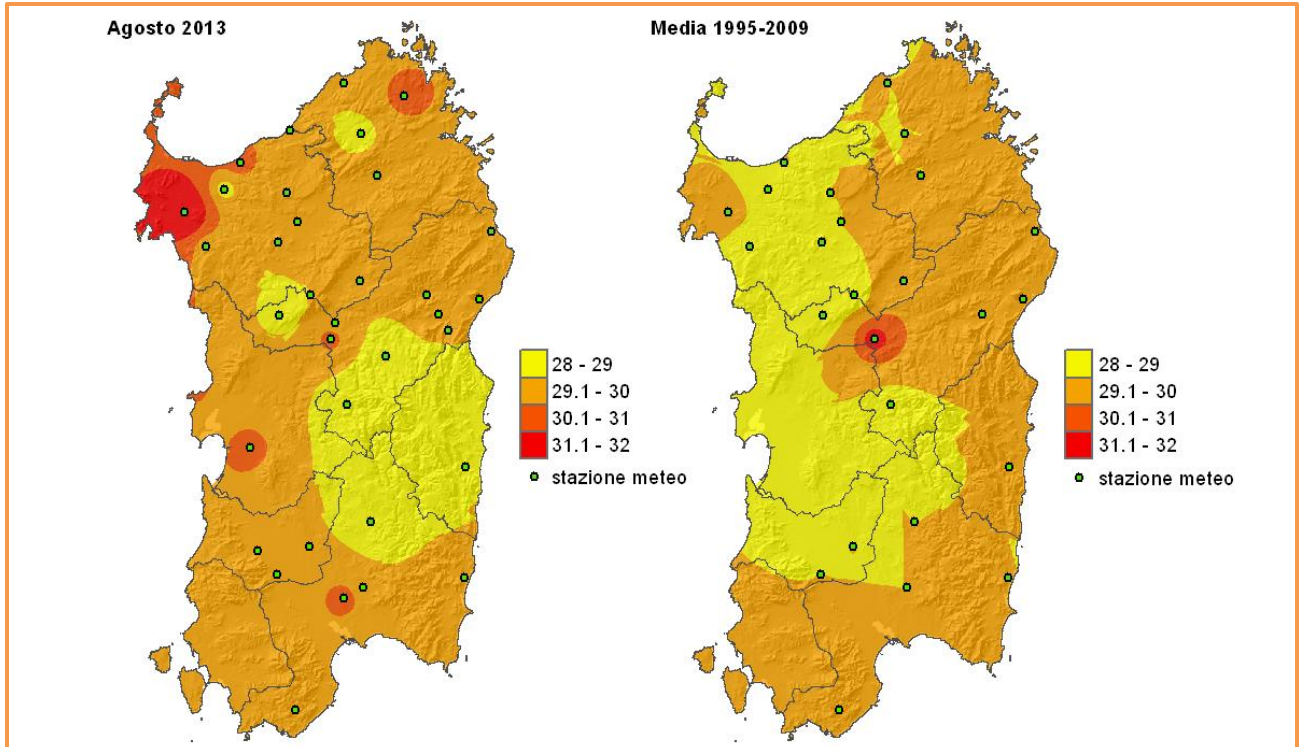 Agosto 2013
Media 1995-2009
28 - 29
29.1 - 30
30.1 - 31
31.1 - 32
stazione meteo
28 - 29
29.1 - 30
30.1 - 31
31.1 - 32
stazione meteo